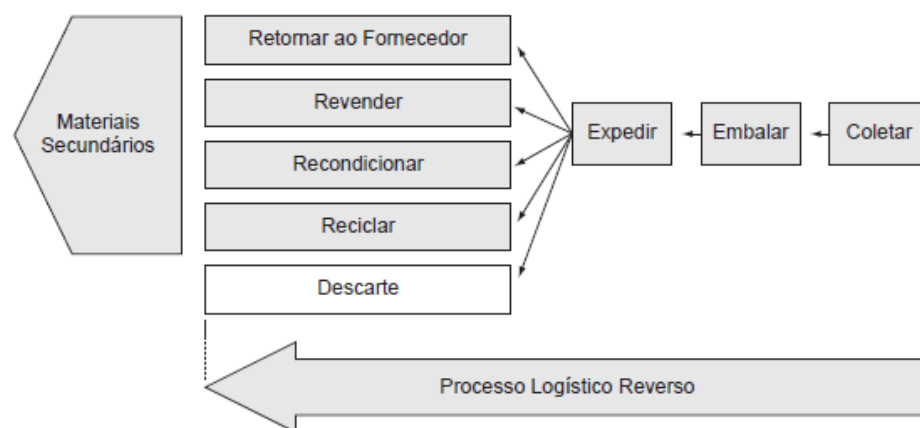 Retornar ao Fornecedor
Revender
Materiais
Secundários
Expedir
Embalar
Coletar
Recondicionar
Reciclar
Descarte
Processo Logístico Reverso